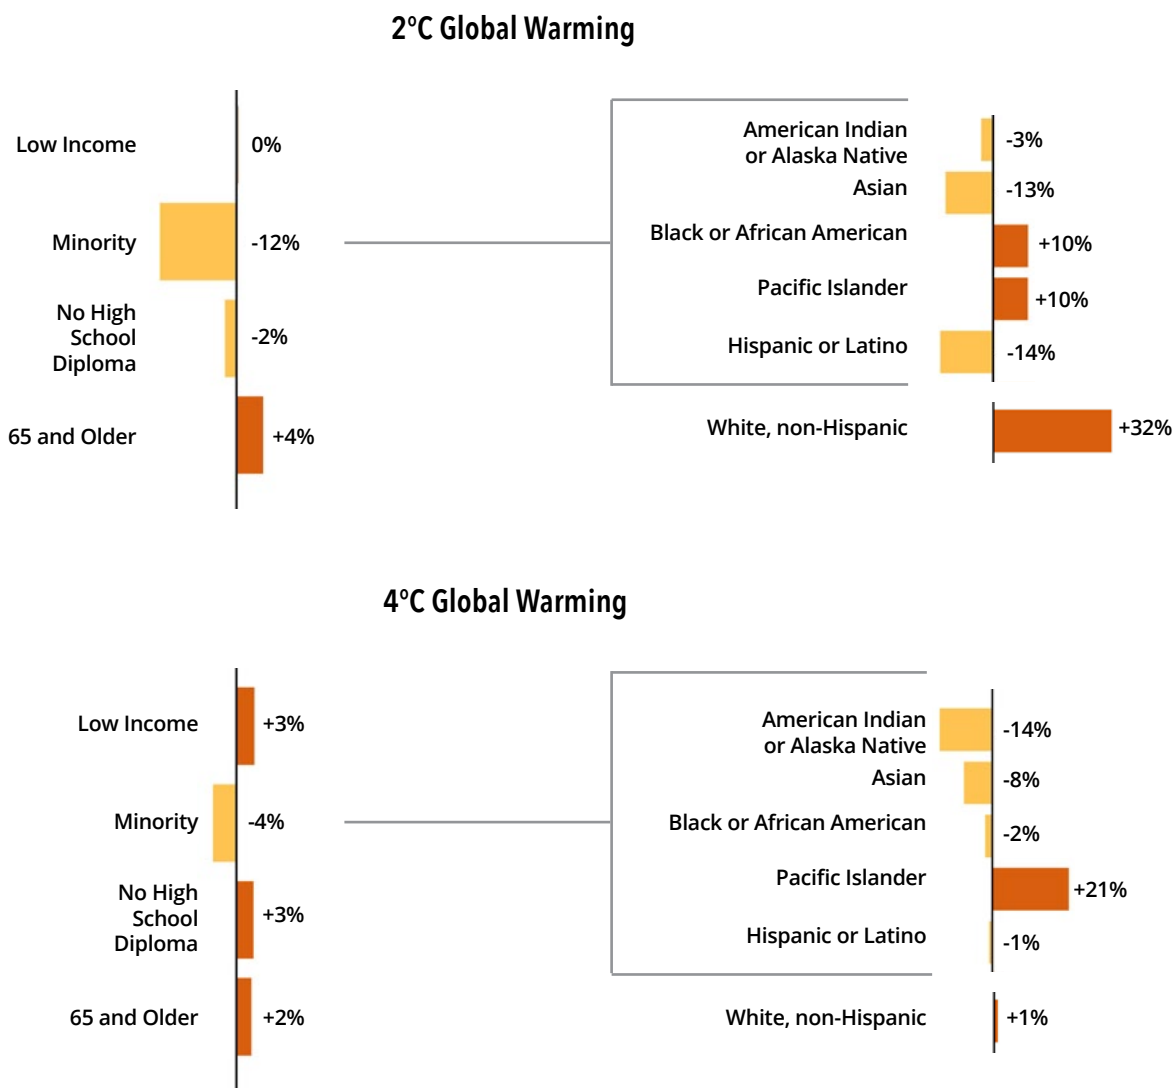 2°C Global Warming
Low Income
0%
Minority
-12%
No High
School
Diploma
-2%
65 and Older
+4%
American Indian
or Alaska Native
-3%
Asian
-13%
Black or African American
+10%
Pacific Islander
+10%
Hispanic or Latino
-14%
White, non-Hispanic
+32%
4°C Global Warming
Low Income
+3%
Minority
-4%
No High
School
Diploma
+3%
65 and Older
+2%
American Indian
or Alaska Native
-14%
Asian
-8%
Black or African American
-2%
Pacific Islander
+21%
Hispanic or Latino
-1%
White, non-Hispanic
+1%